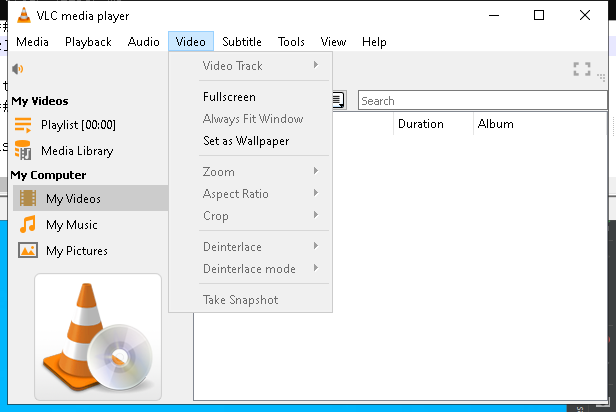 VLC media player
Media Playback Audio Video Subtitle Tools View Help
Video Track
Fullscreen
Always Fit Window
Set as Wallpaper
Zoom
Aspect Ratio
Crop
Deinterlace
Deinterlace mode
Take Snapshot
My Videos
Playlist [00:00]
Media Library
My Computer
My Videos
My Music
My Pictures
Search
Duration Album